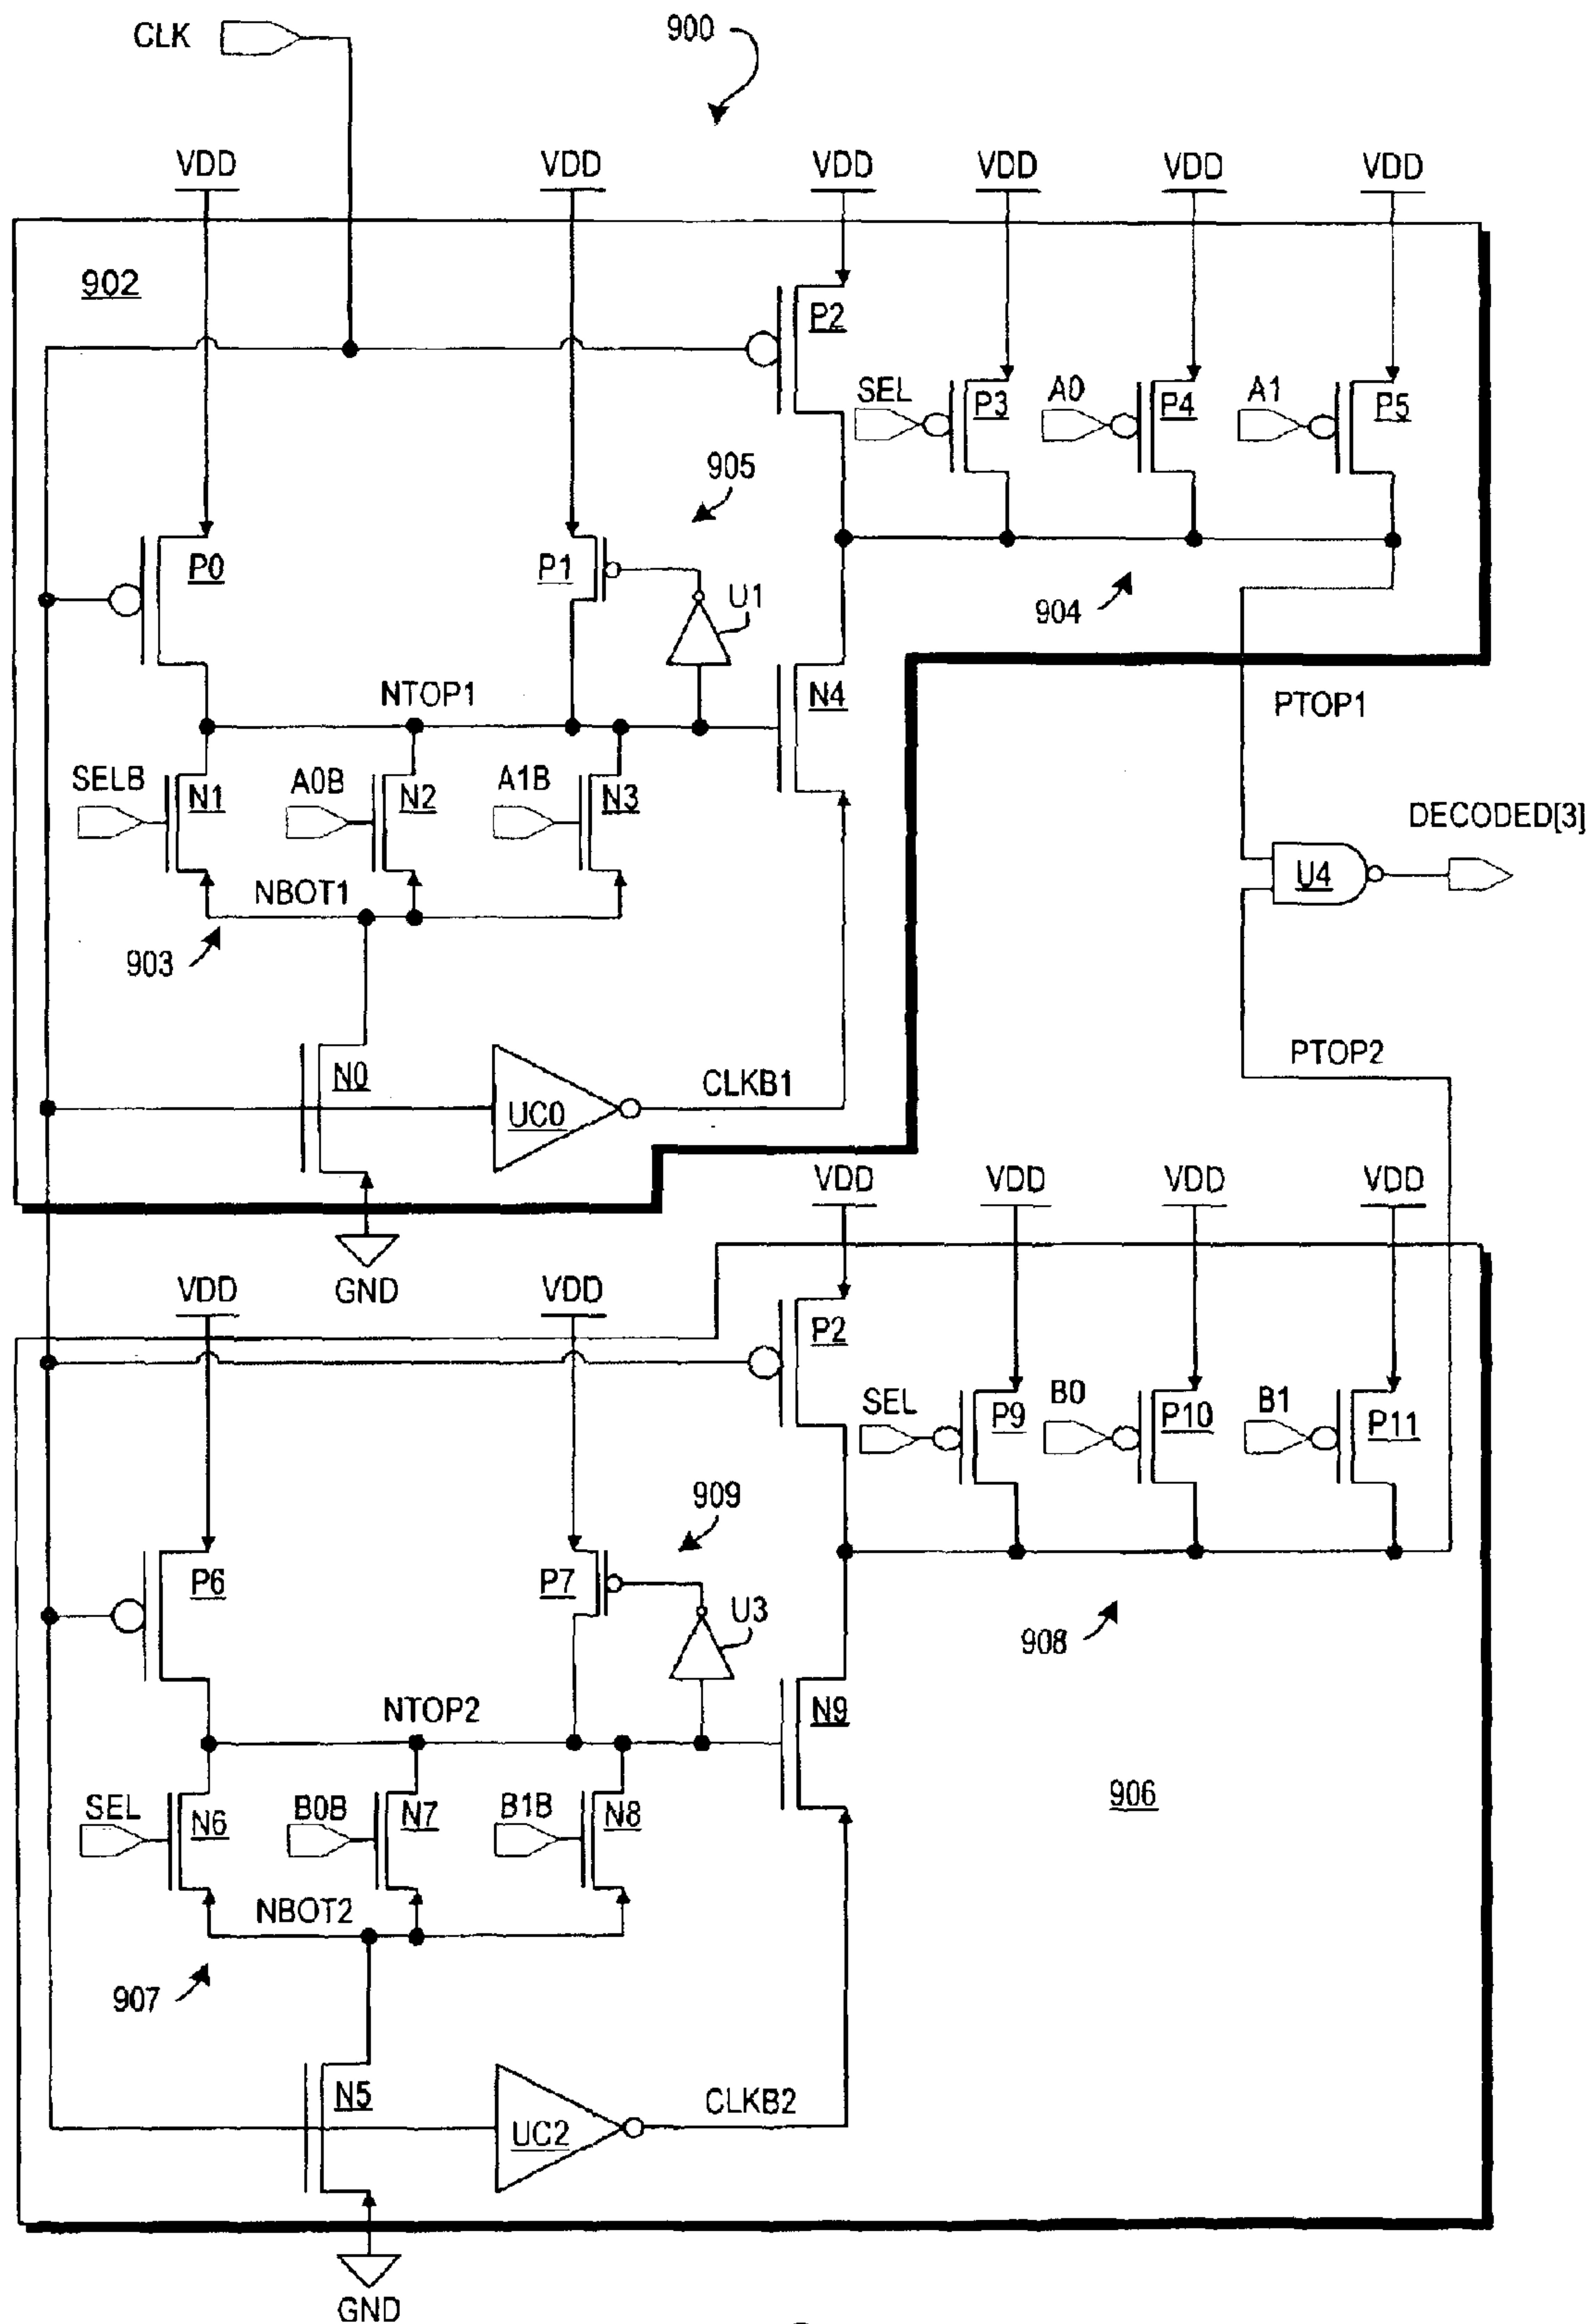 CLK
900
VDD
VDD
VDD
VDD
VDD
VDD
902
P2
SEL
P3
A0
P4
A1
P5
905
P0
P1
U1
904
NTOP1
N4
PTOP1
SELB
N1
A0B
N2
A1B
N3
DECODED[3]
U4
NBOT1
903
PTOP2
N0
UC0
CLKB1
GND
VDD
VDD
VDD
VDD
VDD
VDD
P2
SEL
P9
B0
P10
B1
P11
909
P6
P7
U3
908
NTOP2
N9
906
SEL
N6
B0B
N7
B1B
N8
NBOT2
907
N5
UC2
CLKB2
GND